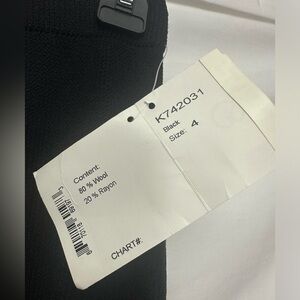 K742031
Black
Size: 4
Content:
80 % Wool
20 % Rayon
CHART#: